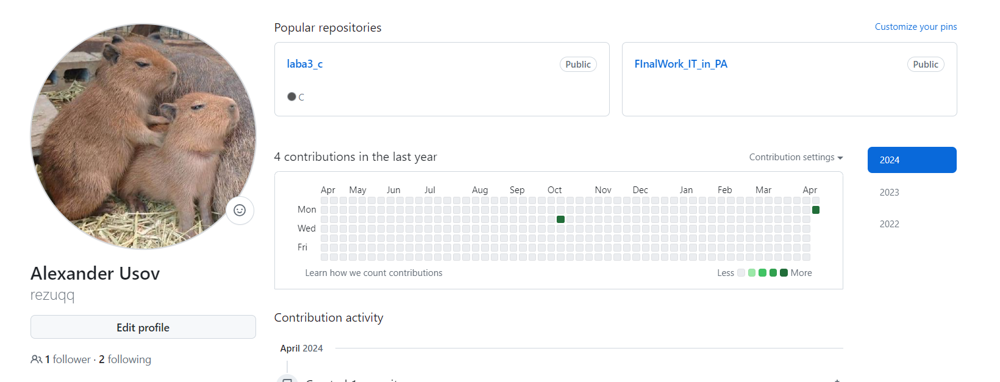 Popular repositories
Customize your pins
laba3_c
Public
C
FInalWork_IT_in_PA
Public
4 contributions in the last year
Contribution settings
2024
2023
2022
Apr May Jun Jul Aug Sep Oct Nov Dec Jan Feb Mar Apr
Mon
Wed
Fri
Learn how we count contributions
Less More
Alexander Usov
rezuqq
Edit profile
1 follower · 2 following
Contribution activity
April 2024